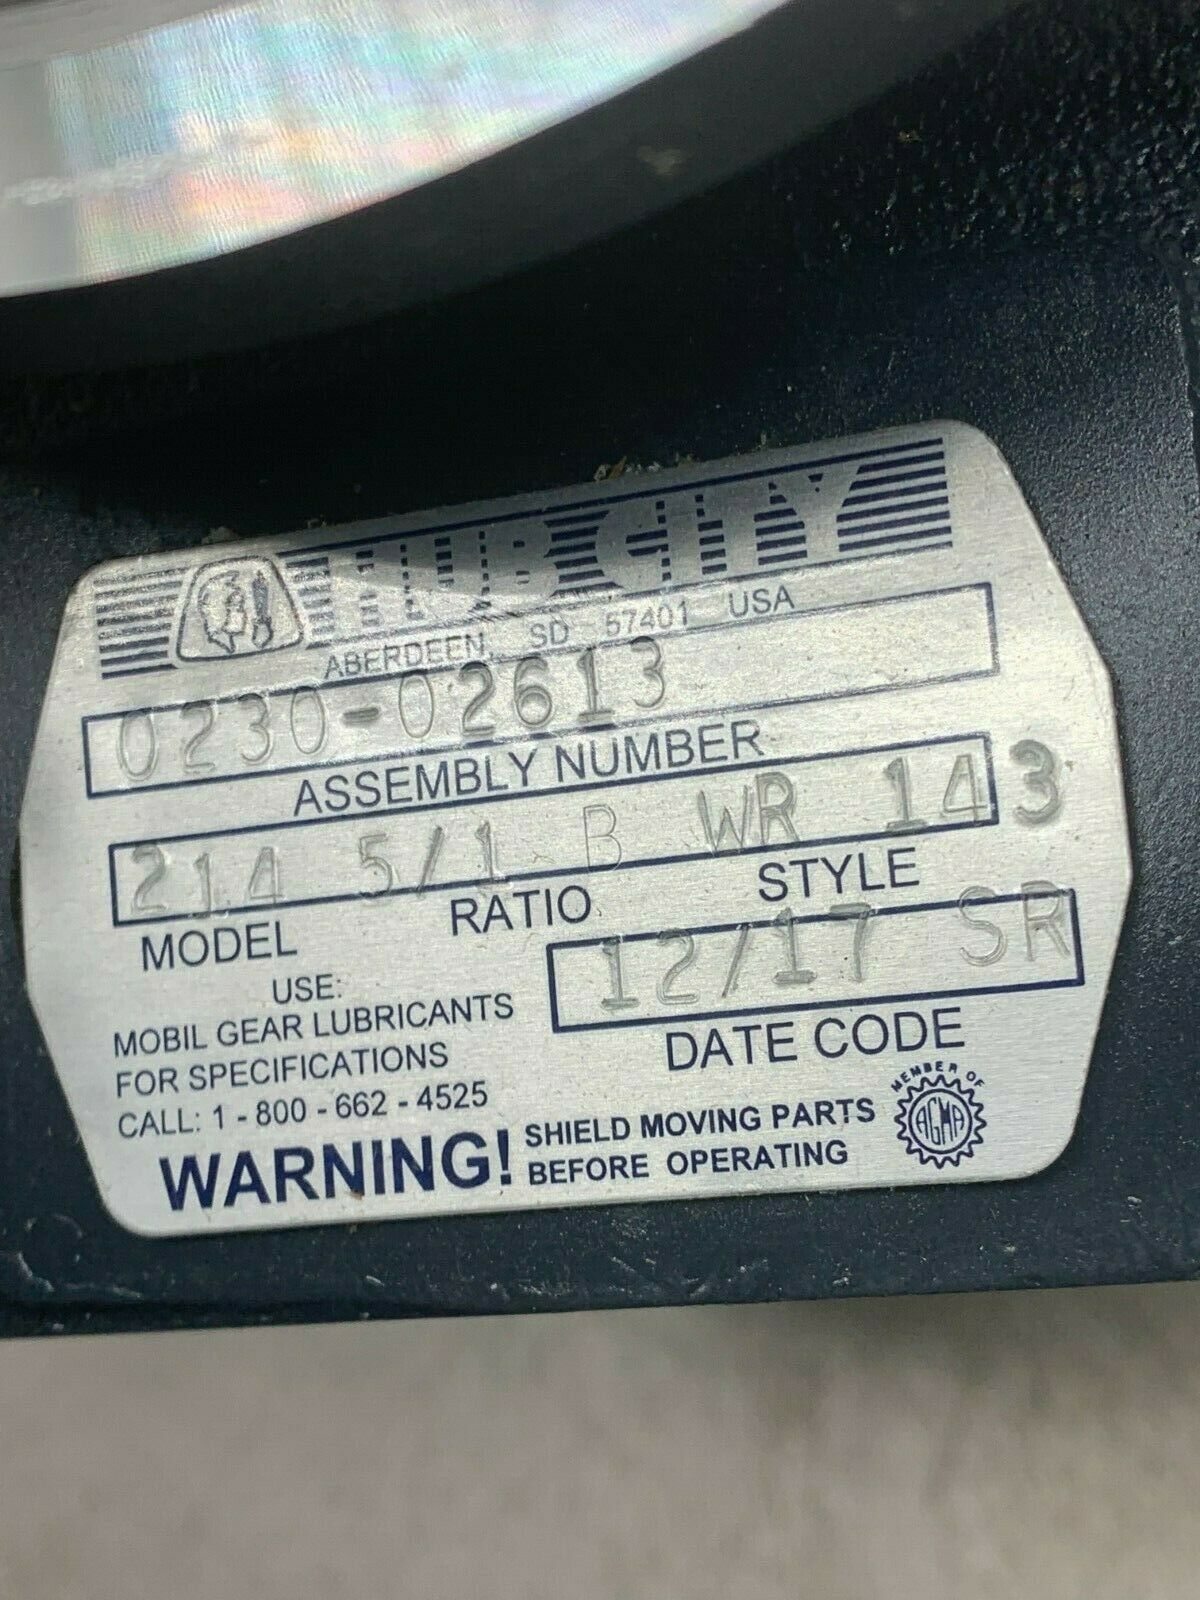 HUB CITY
ABERDEEN, SD 57401 USA
0230-02613
ASSEMBLY NUMBER
214 5/1 B WR 143
MODEL RATIO STYLE
12/17 SR
DATE CODE
USE:
MOBIL GEAR LUBRICANTS
FOR SPECIFICATIONS
CALL: 1 - 800 - 662 - 4525
WARNING! SHIELD MOVING PARTS
BEFORE OPERATING
MEMBER OF
AGMA